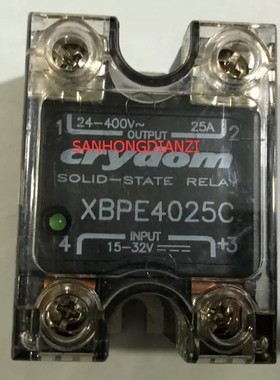 24-400V~ 25A
1 OUTPUT 2
SANHONGDIANZI
crydom
SOLID-STATE RELAY
XBPE4025C
4 INPUT +3
15-32V⎓